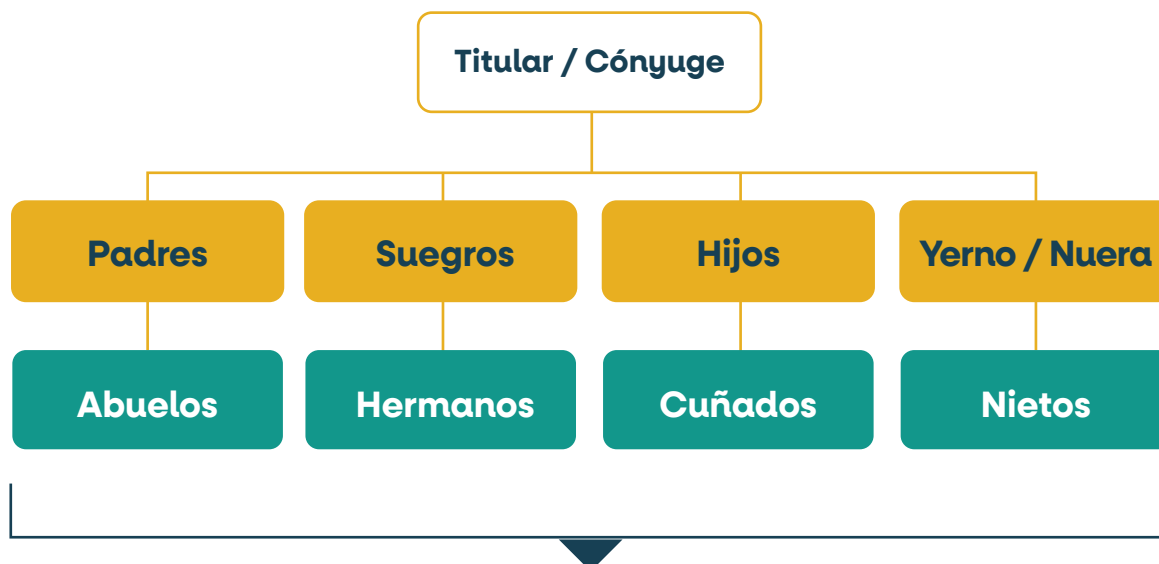 Titular / Cónyuge
Padres
Suegros
Hijos
Yerno / Nuera
Abuelos
Hermanos
Cuñados
Nietos